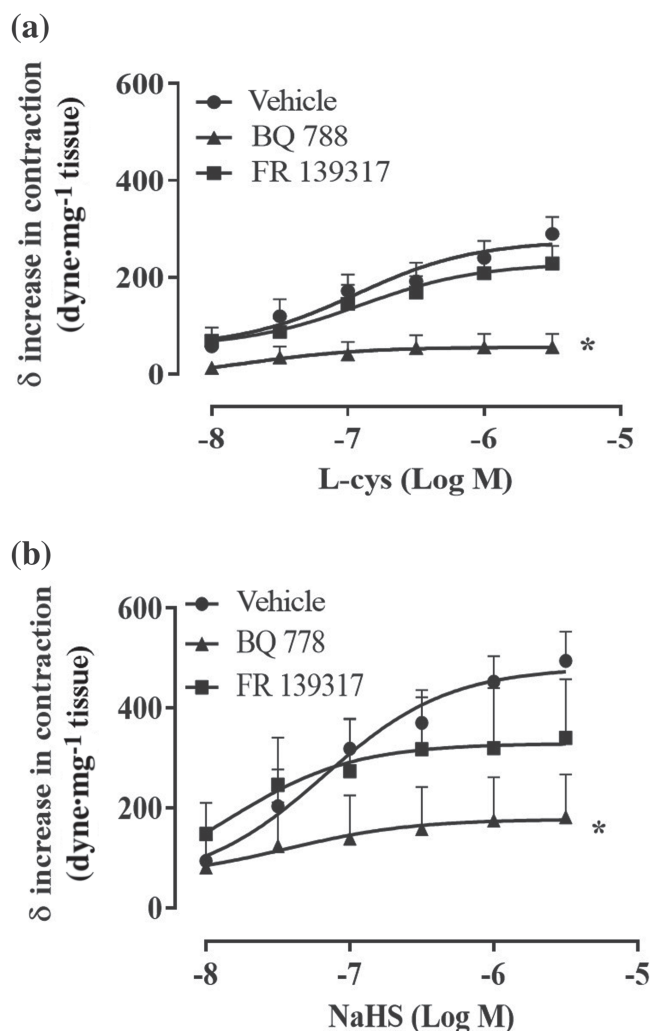 (a)
δ increase in contraction
(dyne·mg-1 tissue)
600
400
200
0
Vehicle
BQ 788
FR 139317
*
-8
-7
-6
-5
L-cys (Log M)
(b)
δ increase in contraction
(dyne·mg-1 tissue)
600
400
200
0
Vehicle
BQ 778
FR 139317
*
-8
-7
-6
-5
NaHS (Log M)